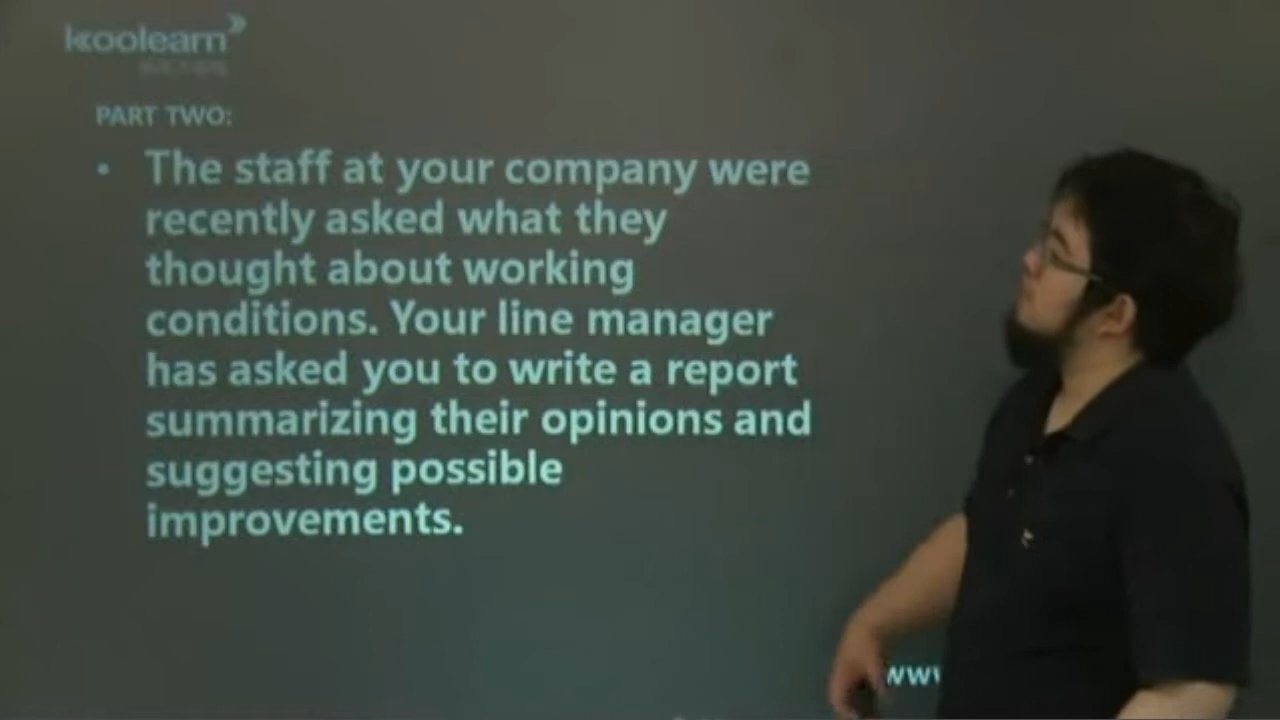 koolearn
PART TWO:
• The staff at your company were
recently asked what they
thought about working
conditions. Your line manager
has asked you to write a report
summarizing their opinions and
suggesting possible
improvements.
www